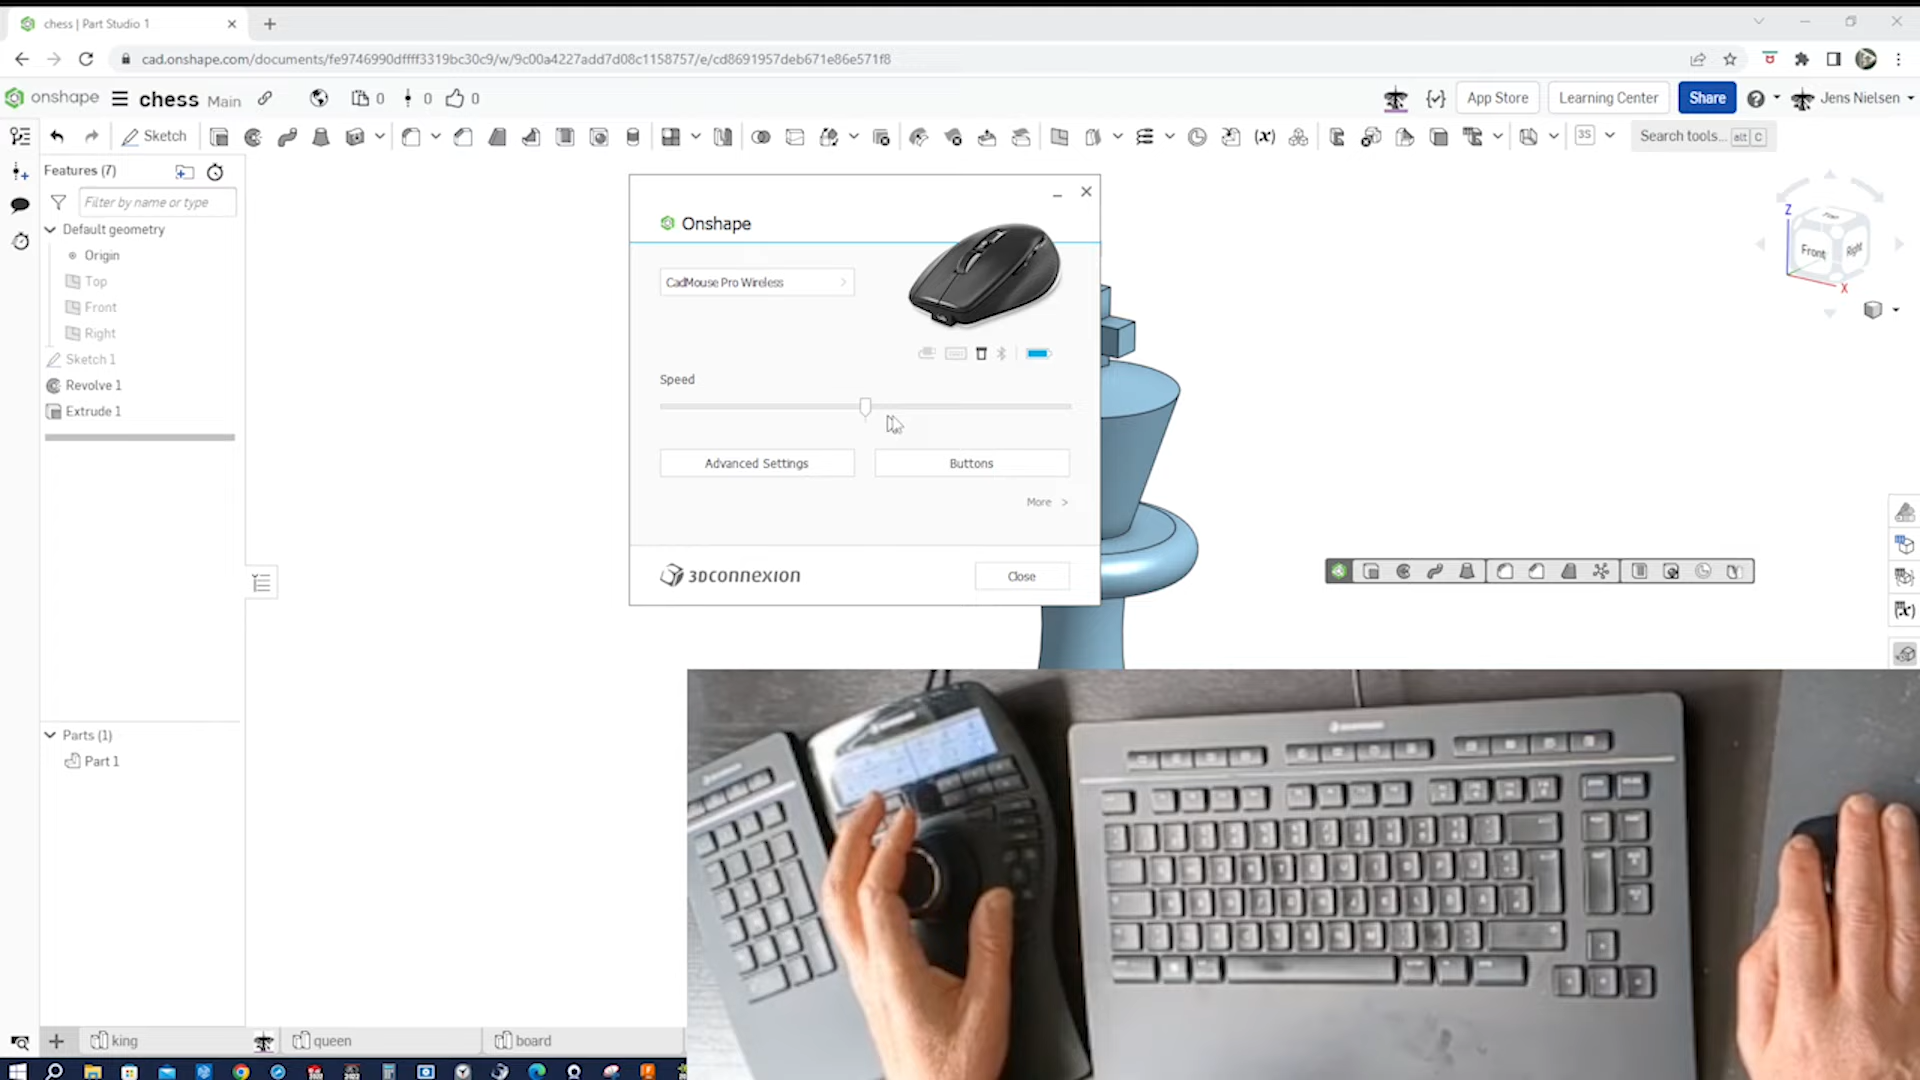 chess | Part Studio 1
cad.onshape.com/documents/fe9746990dffff3319bc30c9/w/9c00a4227add7d08c1158757/e/cd8691957deb671e86e571f8
onshape chess Main 0 0 0 App Store Learning Center Share Jens Nielsen
Sketch (x) 3S Search tools... alt C
Features (7)
Filter by name or type
Default geometry
Origin
Top
Front
Right
Sketch 1
Revolve 1
Extrude 1
Onshape
CadMouse Pro Wireless
Speed
Advanced Settings Buttons
More >
3DCONNEXION Close
Z
Front Right
X
(x)
Parts (1)
Part 1
king queen board